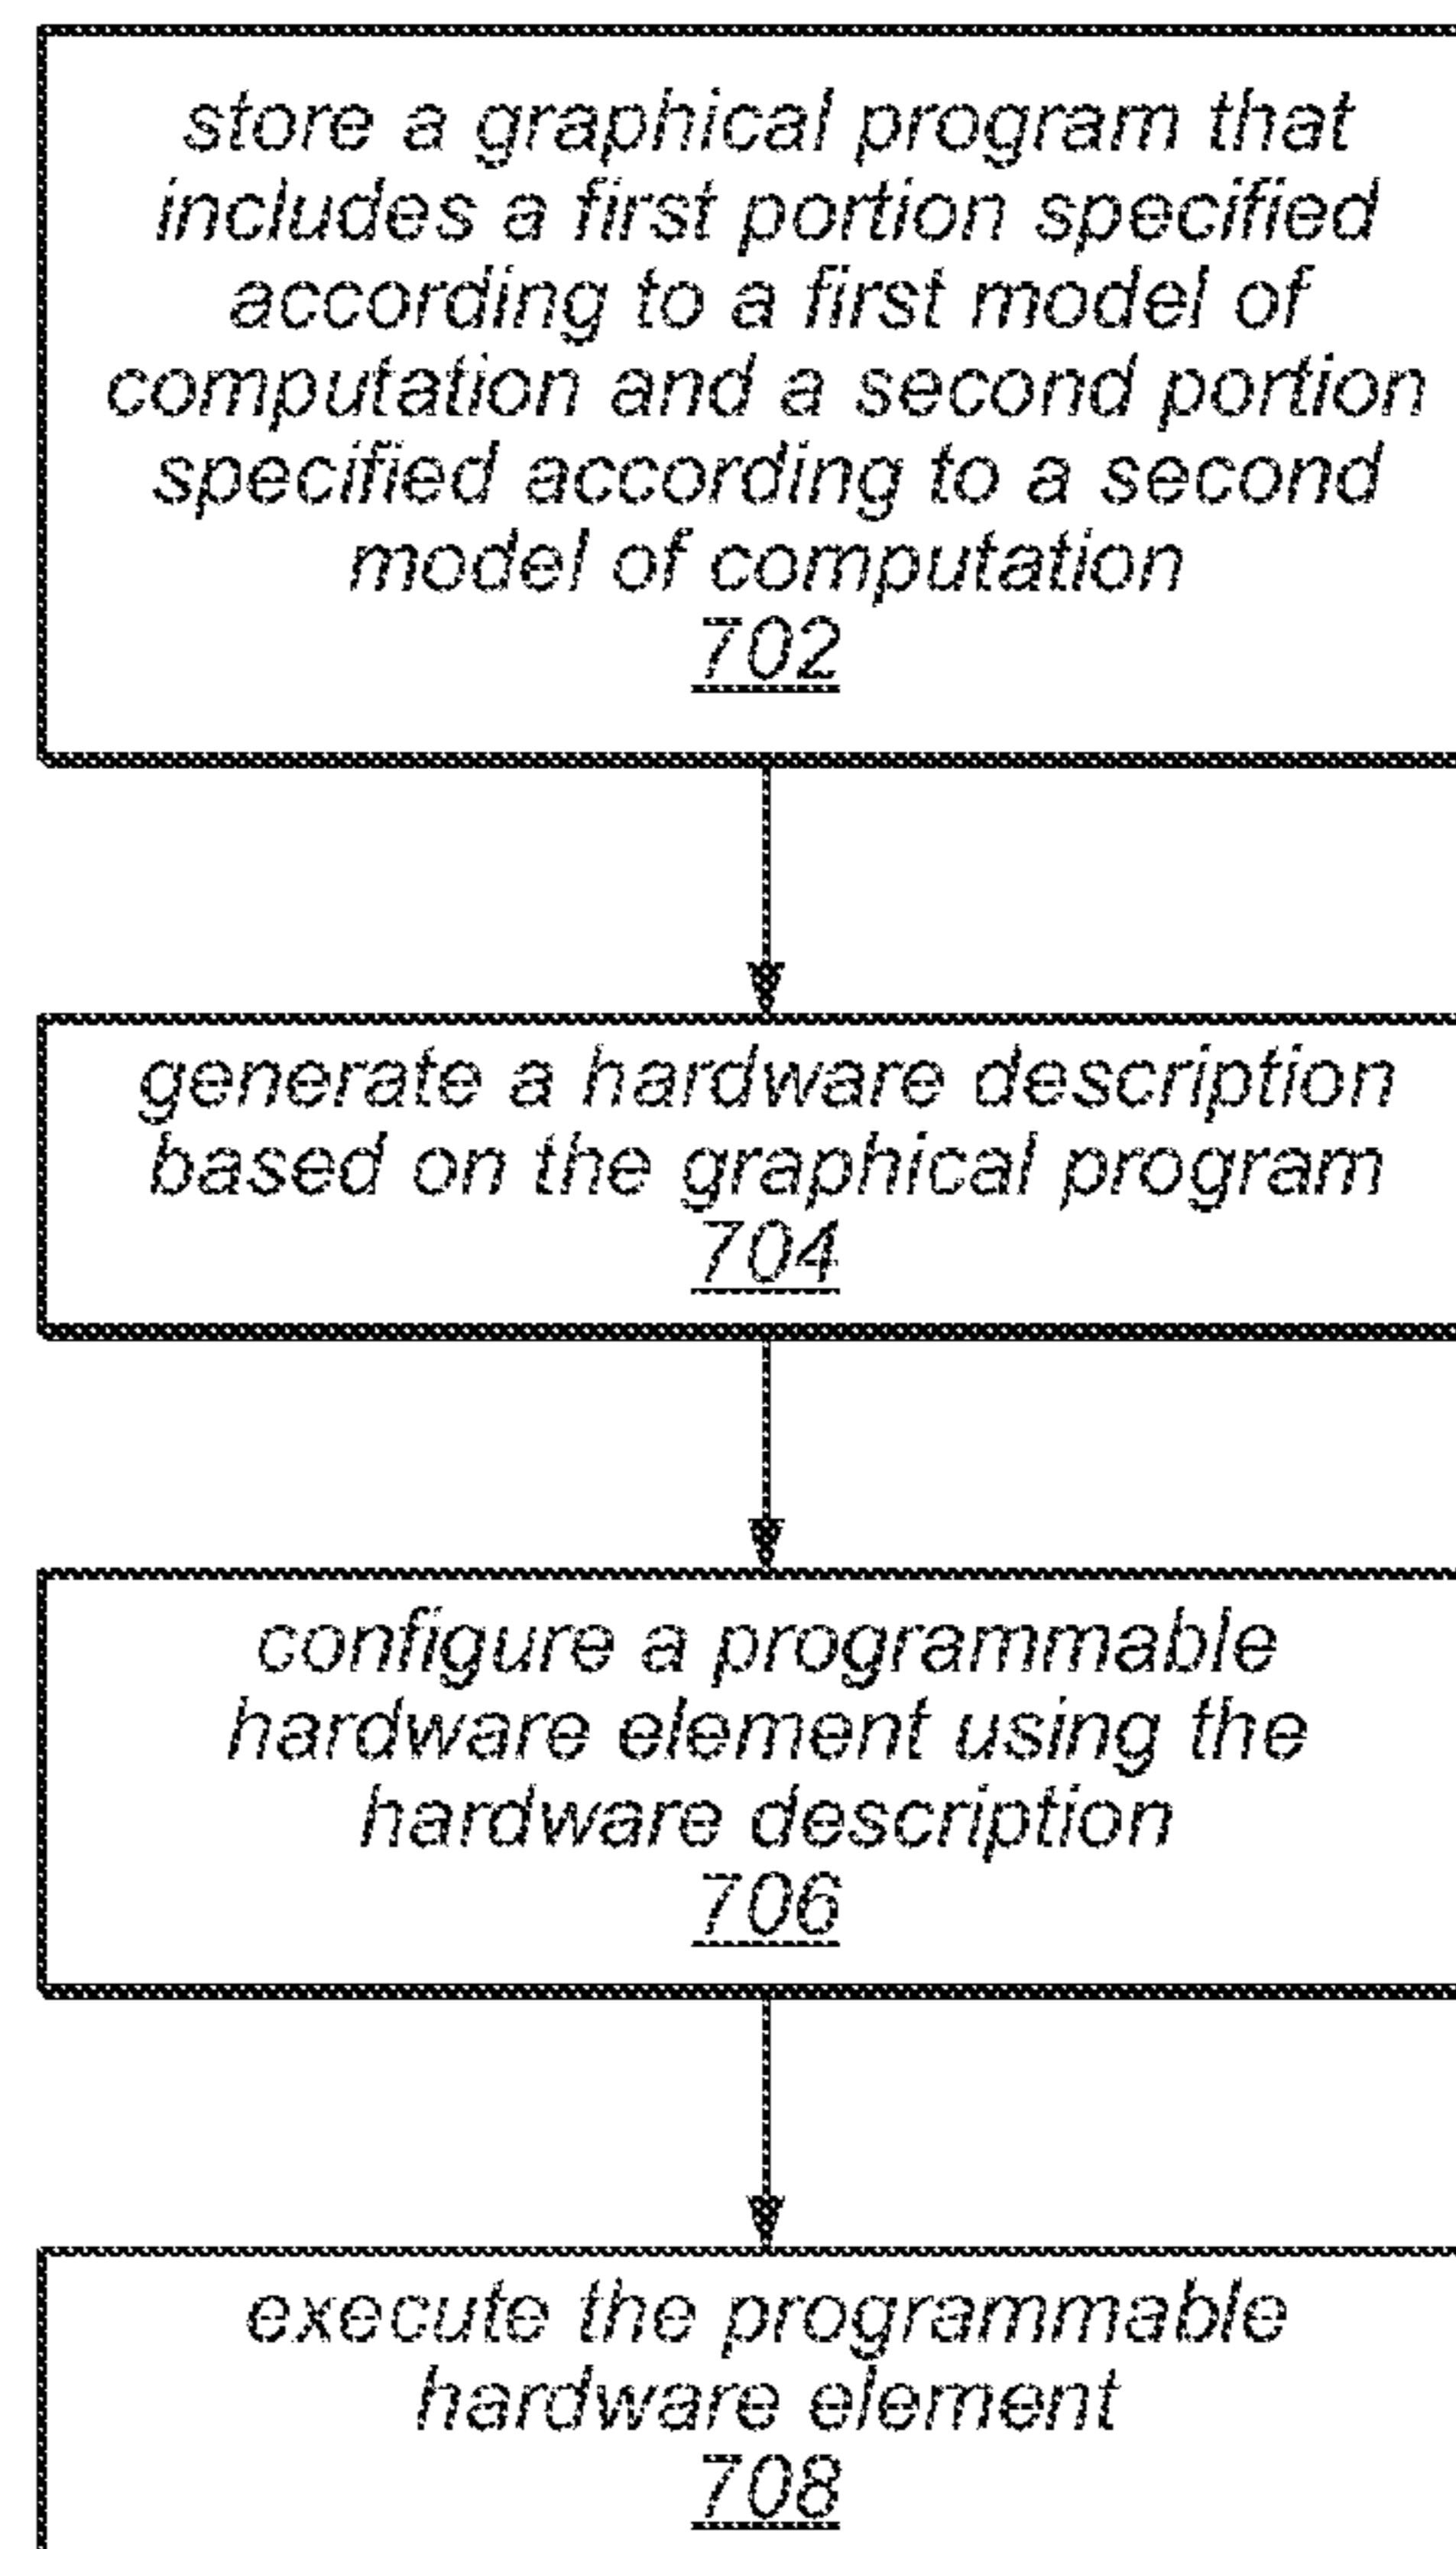 store a graphical program that
includes a first portion specified
according to a first model of
computation and a second portion
specified according to a second
model of computation
702
generate a hardware description
based on the graphical program
704
configure a programmable
hardware element using the
hardware description
706
execute the programmable
hardware element
708